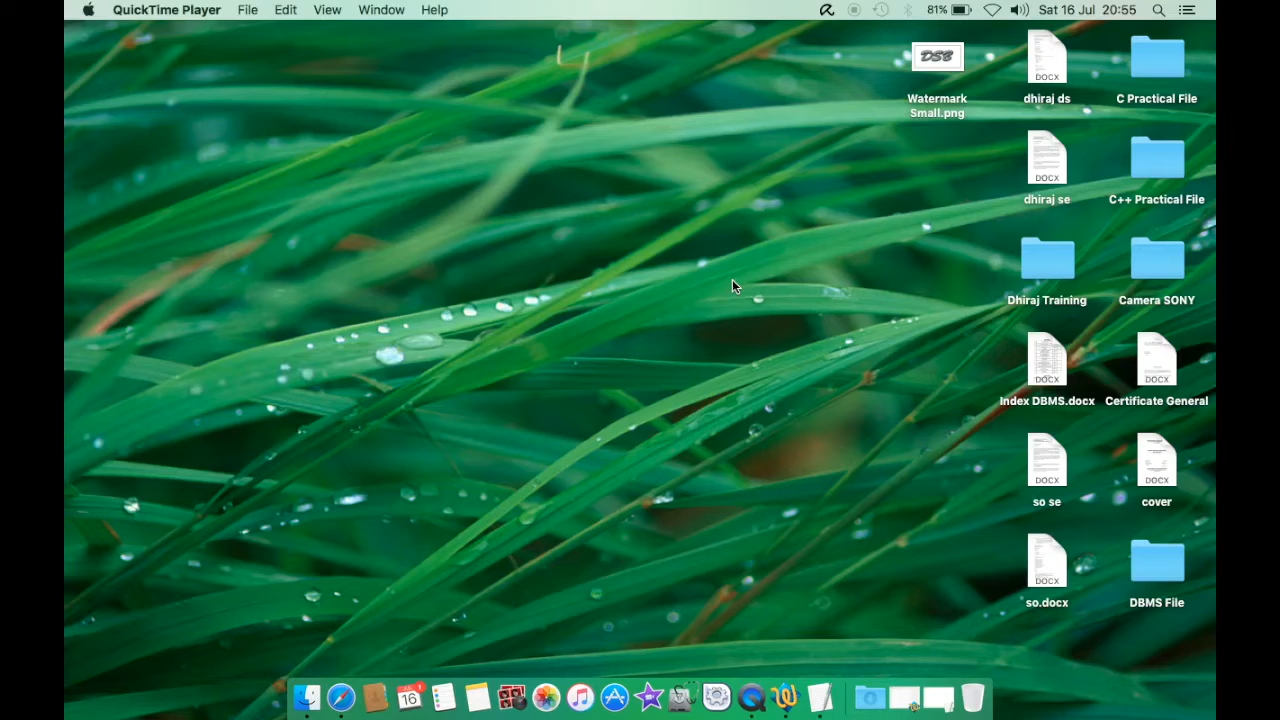 QuickTime Player File Edit View Window Help 81% Sat 16 Jul 20:55
DSB
Watermark
Small.png
DOCX
dhiraj ds
C Practical File
DOCX
dhiraj se
C++ Practical File
Dhiraj Training
Camera SONY
DOCX
Index DBMS.docx
DOCX
Certificate General
DOCX
so se
DOCX
cover
DOCX
so.docx
DBMS File
JUL
16
1